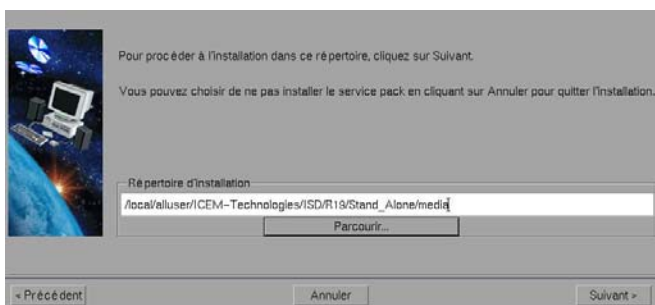 Pour procéder à l'installation dans ce répertoire, cliquez sur Suivant.
Vous pouvez choisir de ne pas installer le service pack en cliquant sur Annuler pour quitter l'installation.
Répertoire d'installation
/local/alluser/ICEM-Technologies/ISD/R19/Stand_Alone/media
Parcourir...
< Précédent
Annuler
Suivant >